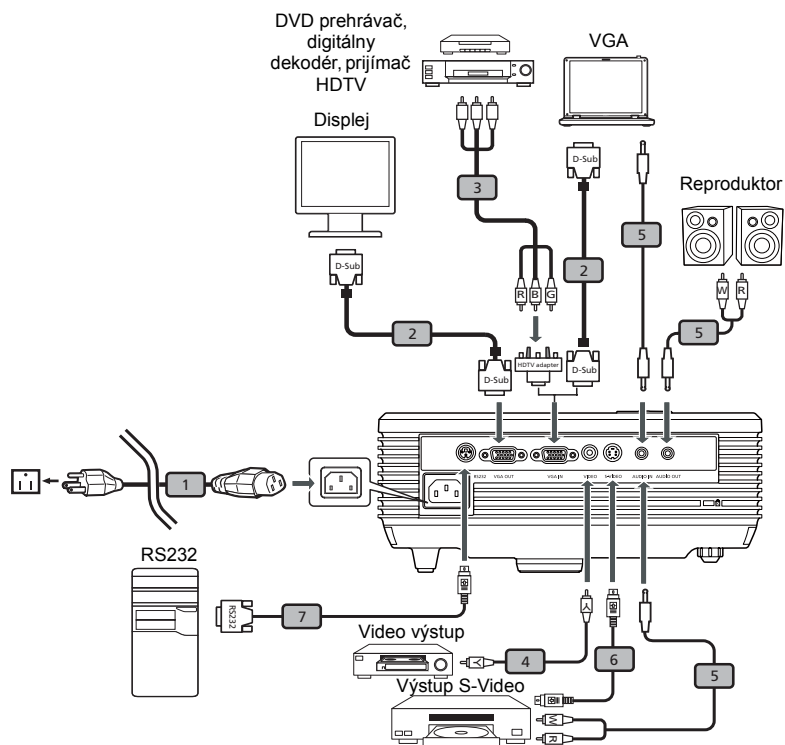 DVD prehrávač,
digitálny
dekodér, prijímač
HDTV
VGA
Displej
Reproduktor
D-Sub
3
5
D-Sub
2
R B G
W R
2
5
HDTV adapter
D-Sub
D-Sub
RS232 VGA OUT VGA IN VIDEO S-VIDEO AUDIO IN AUDIO OUT
1
RS232
RS232
7
Y
Video výstup
Y
4
6
5
Výstup S-Video
W
R